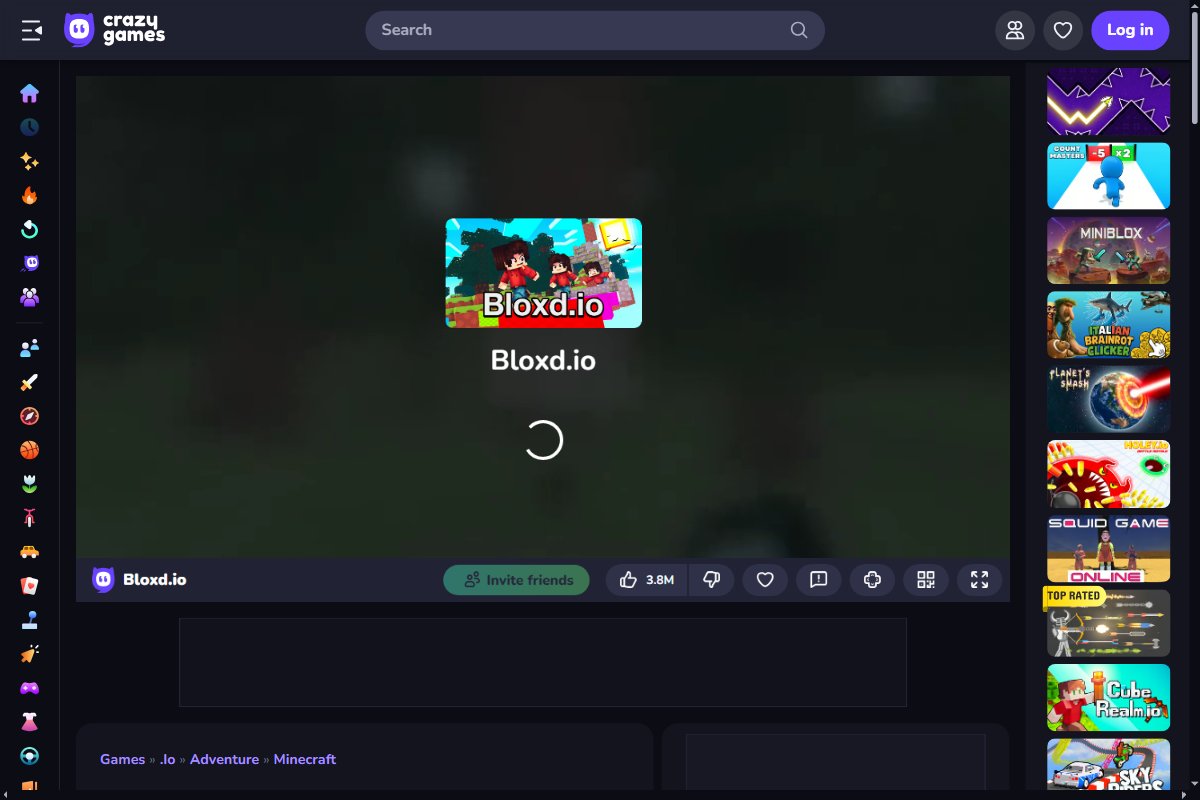 crazy
games
Search
Log in
Bloxd.io
Bloxd.io
Bloxd.io
Invite friends
3.8M
Games » .Io » Adventure » Minecraft
COUNT
MASTERS
-5
x2
MINIBLOX
ITALIAN
BRAINROT
CLICKER
PLANET'S
SMASH
HOLEY.IO
SQUID GAME
ONLINE
TOP RATED
Cube
Realm.io
SKY
RIDERS